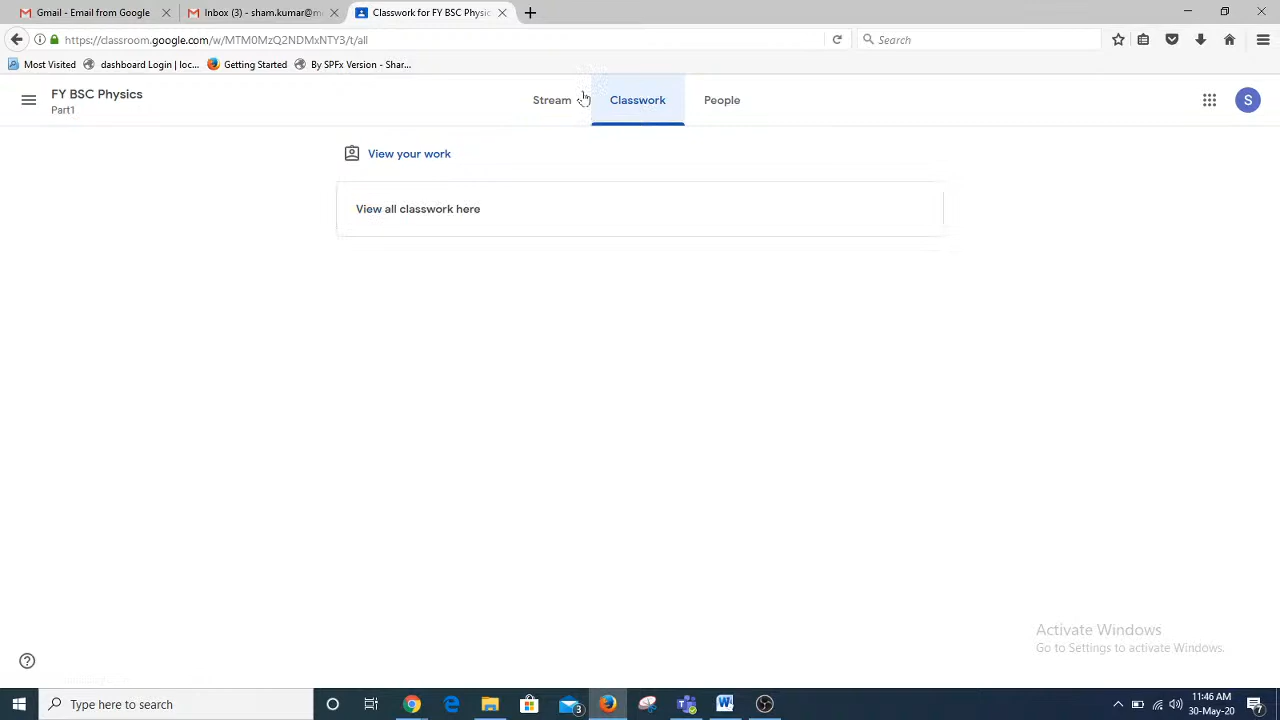 Gmail - Email from Google
Inbox (3) - sham.kumar@m
Classwork for FY BSC Physic
https://classroom.google.com/w/MTM0MzQ2NDMxNTY3/t/all
Search
Most Visited
dashboard Login | loc...
Getting Started
By SPFx Version - Shar...
FY BSC Physics
Part1
Stream
Classwork
People
S
View your work
View all classwork here
Activate Windows
Go to Settings to activate Windows.
Type here to search
3
11:46 AM
30-May-20
7